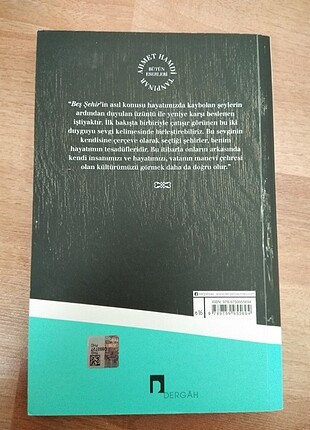 AHMET HAMDİ TANPINAR
BÜTÜN
ESERLERİ
"Beş Şehir'in asıl konusu hayatımızda kaybolan şeylerin
ardından duyulan üzüntü ile yeniye karşı beslenen
iştiyaktır. İlk bakışta birbiriyle çatışır görünen bu iki
duyguyu sevgi kelimesinde birleştirebiliriz. Bu sevginin
kendisine çerçeve olarak seçtiği şehirler, benim
hayatımın tesadüfleridir. Bu itibarla onların arkasında
kendi insanımızı ve hayatımızı, vatanın manevî çehresi
olan kültürümüzü görmek daha da doğru olur."
DERGÂH